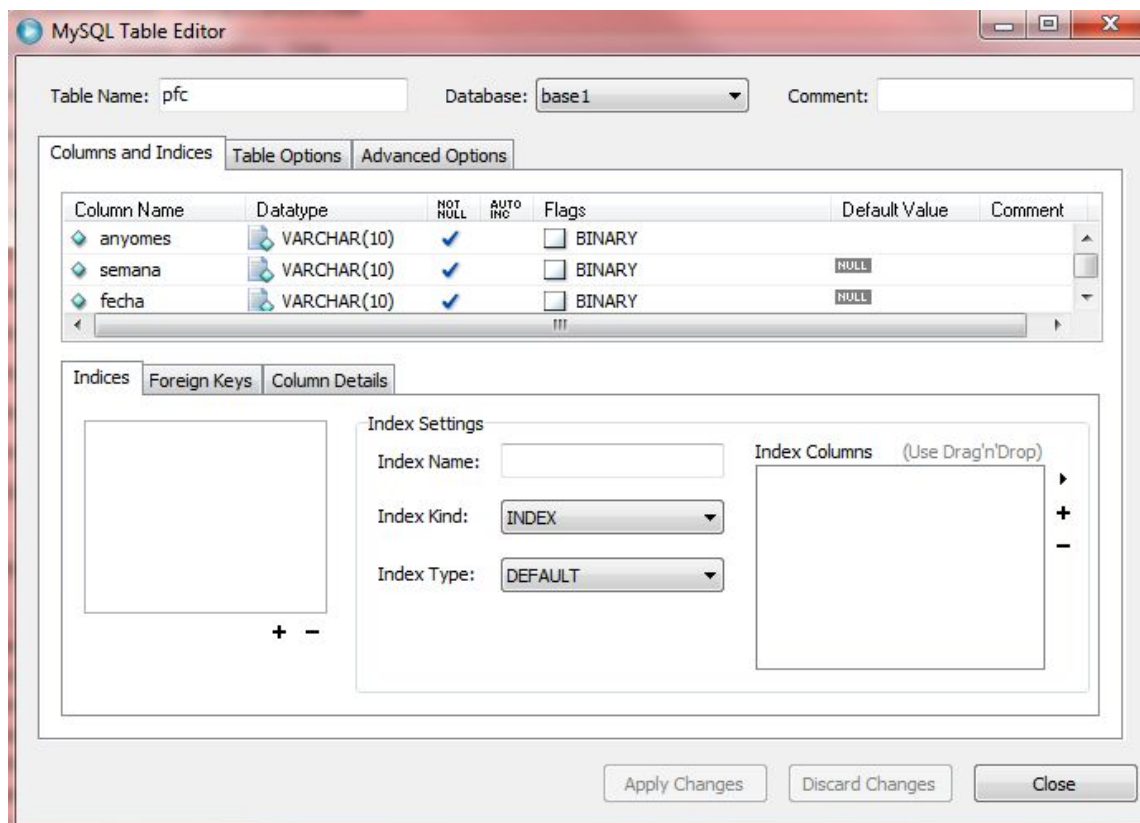 MySQL Table Editor
Table Name: pfc Database: base1 Comment:
Columns and Indices Table Options Advanced Options
Column Name Datatype NOT NULL AUTO INC Flags Default Value Comment
anyomes VARCHAR(10) BINARY
semana VARCHAR(10) BINARY NULL
fecha VARCHAR(10) BINARY NULL
Indices Foreign Keys Column Details
Index Settings
Index Name:
Index Columns (Use Drag'n'Drop)
Index Kind: INDEX
Index Type: DEFAULT
Apply Changes Discard Changes Close